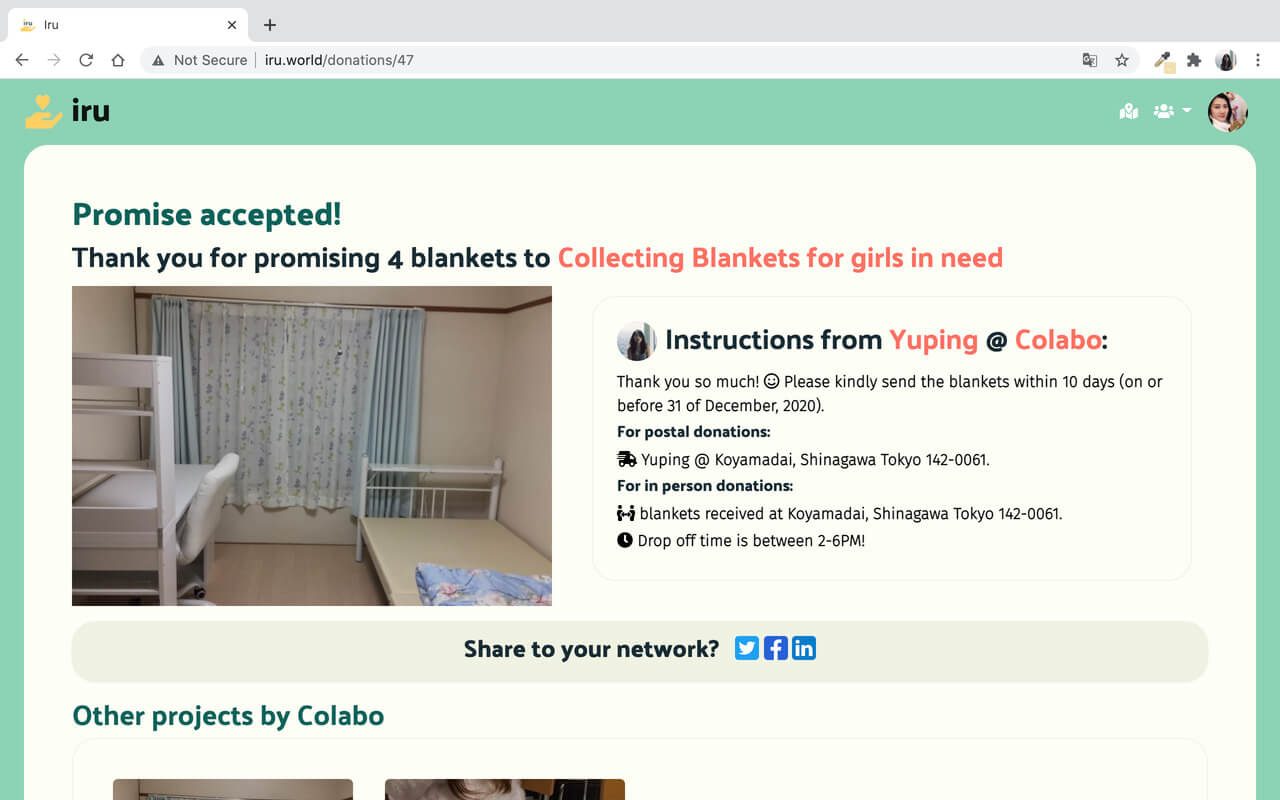 Iru
Not Secure
iru.world/donations/47
iru
Promise accepted!
Thank you for promising 4 blankets to Collecting Blankets for girls in need
Instructions from Yuping @ Colabo:
Thank you so much! Please kindly send the blankets within 10 days (on or
before 31 of December, 2020).
For postal donations:
Yuping @ Koyamadai, Shinagawa Tokyo 142-0061.
For in person donations:
blankets received at Koyamadai, Shinagawa Tokyo 142-0061.
Drop off time is between 2-6PM!
Share to your network?
Other projects by Colabo